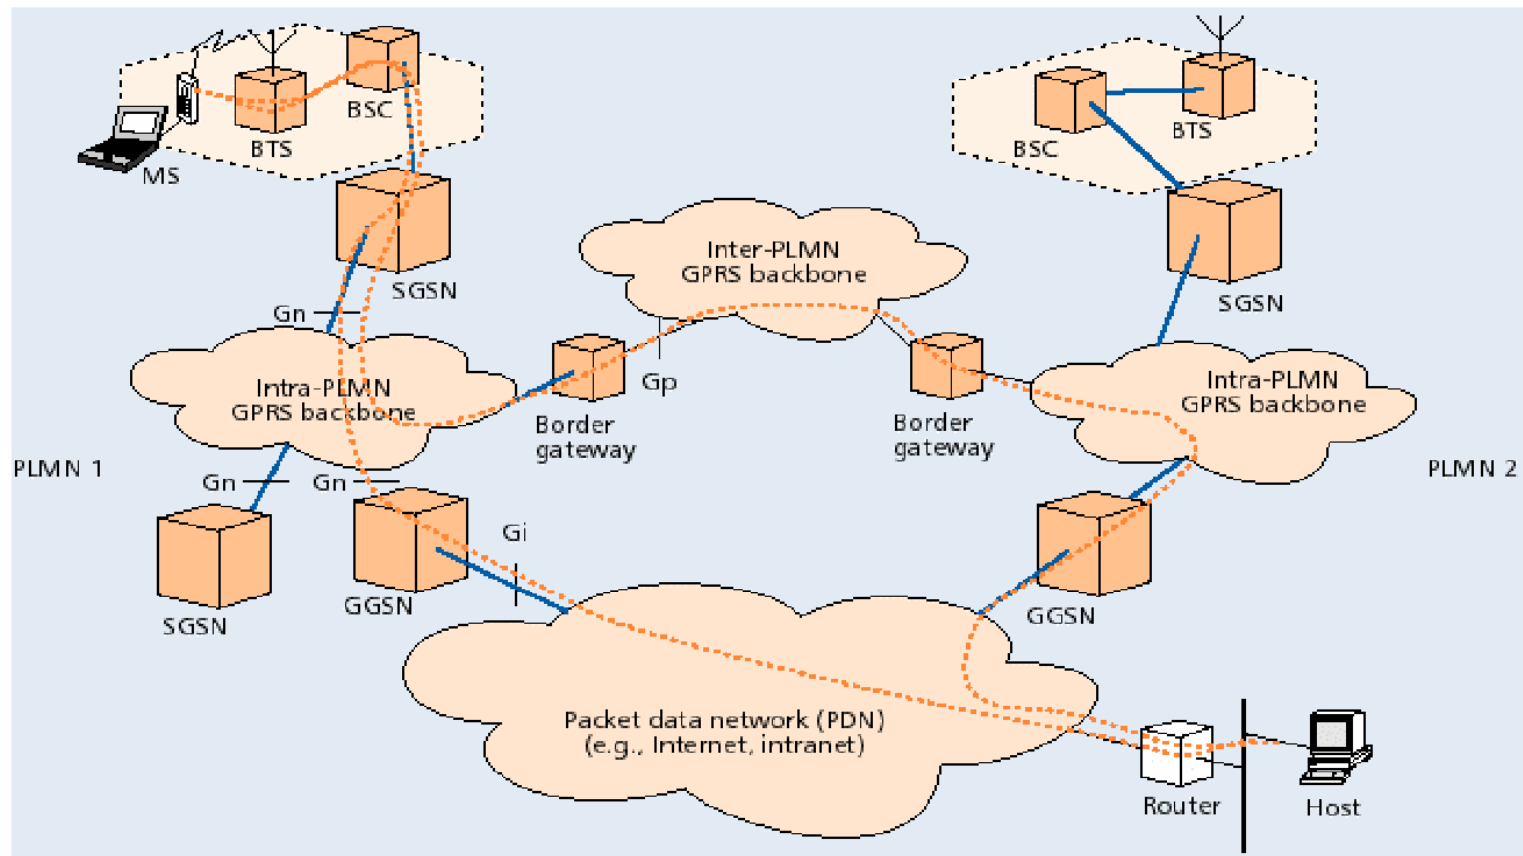 BSC
BTS
MS
BSC
BTS
SGSN
Gn
Inter-PLMN
GPRS backbone
SGSN
Intra-PLMN
GPRS backbone
Gp
Border
gateway
Border
gateway
Intra-PLMN
GPRS backbone
PLMN 1
PLMN 2
Gn
Gn
Gi
SGSN
GGSN
GGSN
Packet data network (PDN)
(e.g., Internet, intranet)
Router
Host